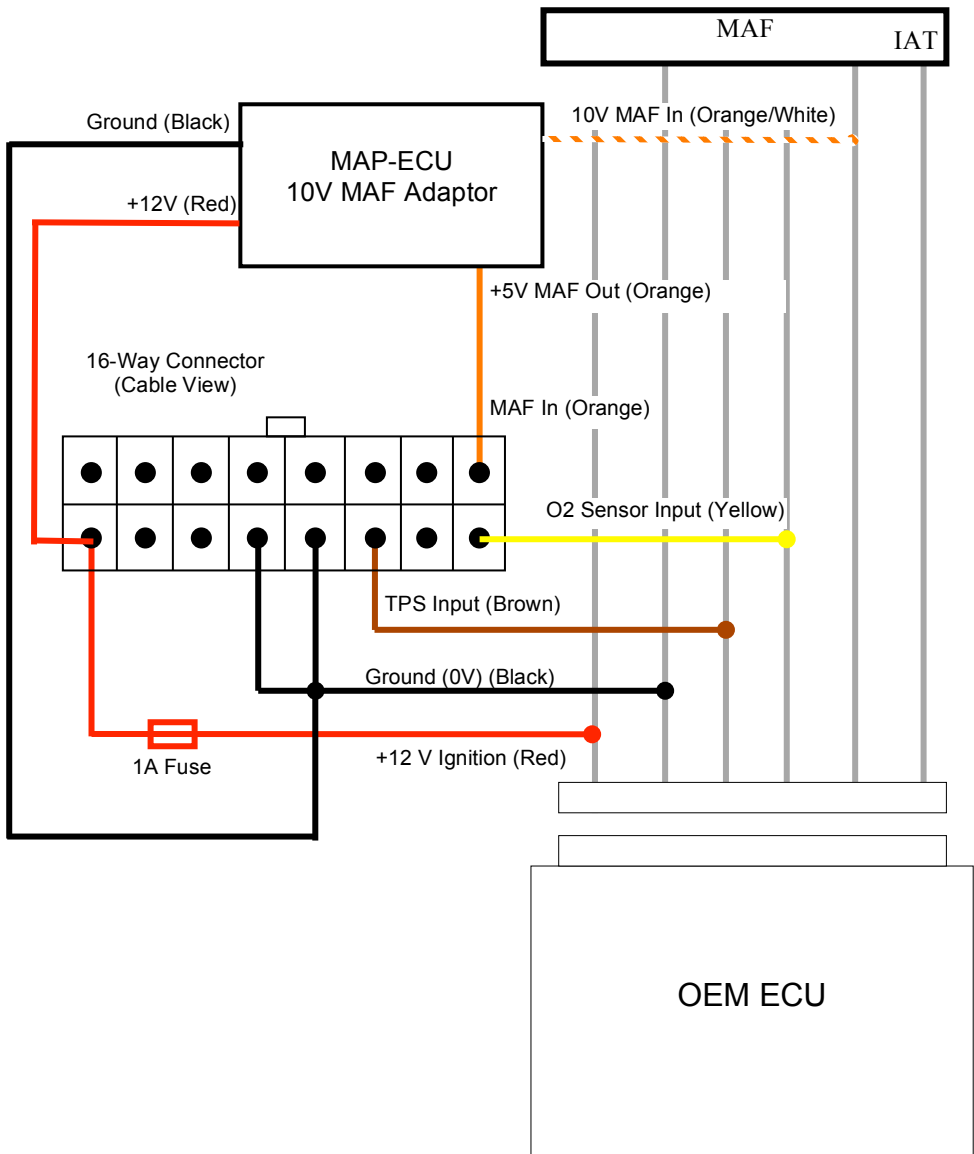 MAF
IAT
Ground (Black)
10V MAF In (Orange/White)
MAP-ECU
10V MAF Adaptor
+12V (Red)
+5V MAF Out (Orange)
16-Way Connector
(Cable View)
MAF In (Orange)
O2 Sensor Input (Yellow)
TPS Input (Brown)
Ground (0V) (Black)
+12 V Ignition (Red)
1A Fuse
OEM ECU